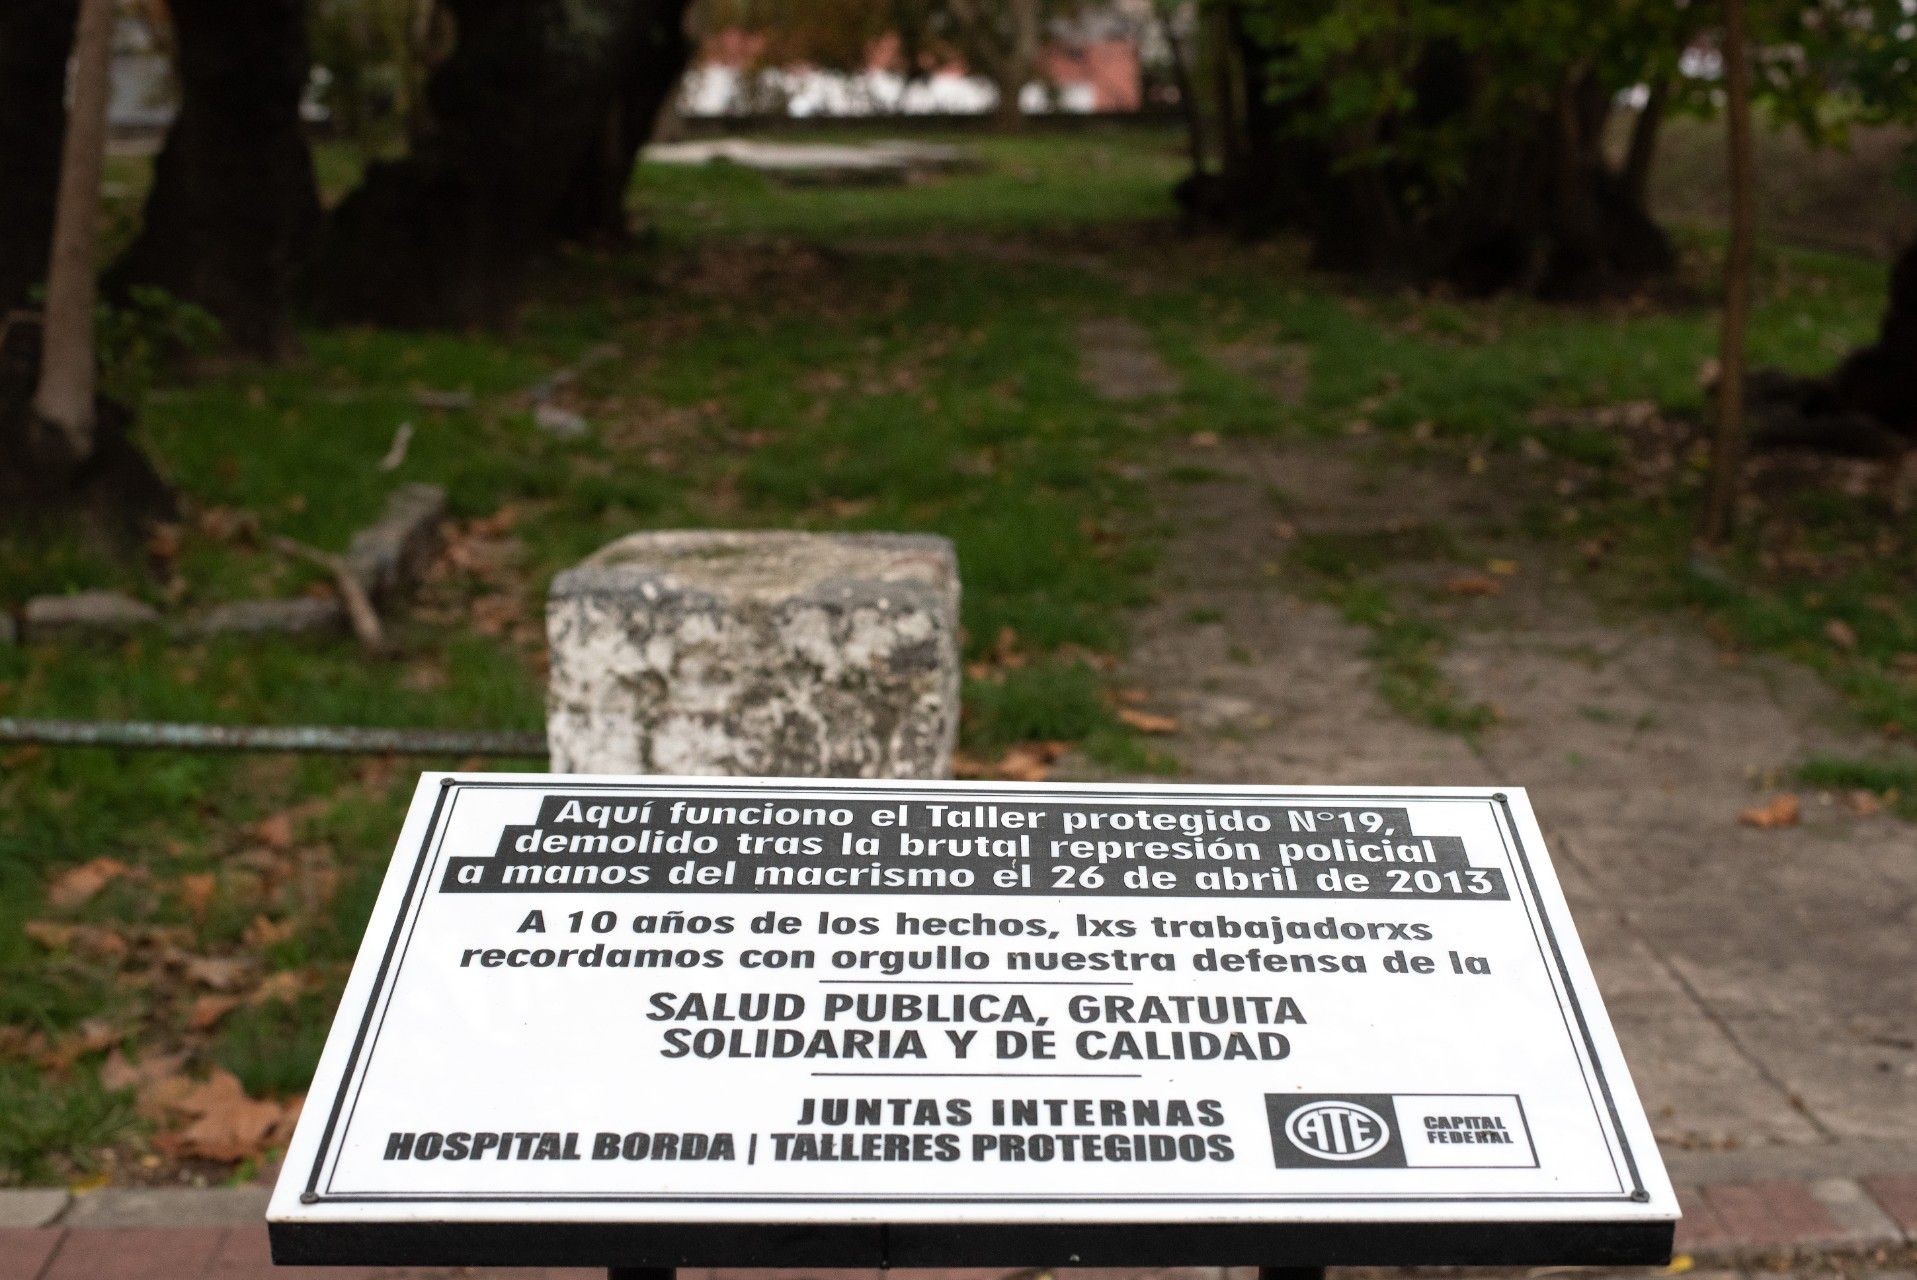 Aquí funciono el Taller protegido N°19,
demolido tras la brutal represión policial
a manos del macrismo el 26 de abril de 2013
A 10 años de los hechos, lxs trabajadorxs
recordamos con orgullo nuestra defensa de la
SALUD PUBLICA, GRATUITA
SOLIDARIA Y DE CALIDAD
JUNTAS INTERNAS
HOSPITAL BORDA | TALLERES PROTEGIDOS
ATE
CAPITAL
FEDERAL